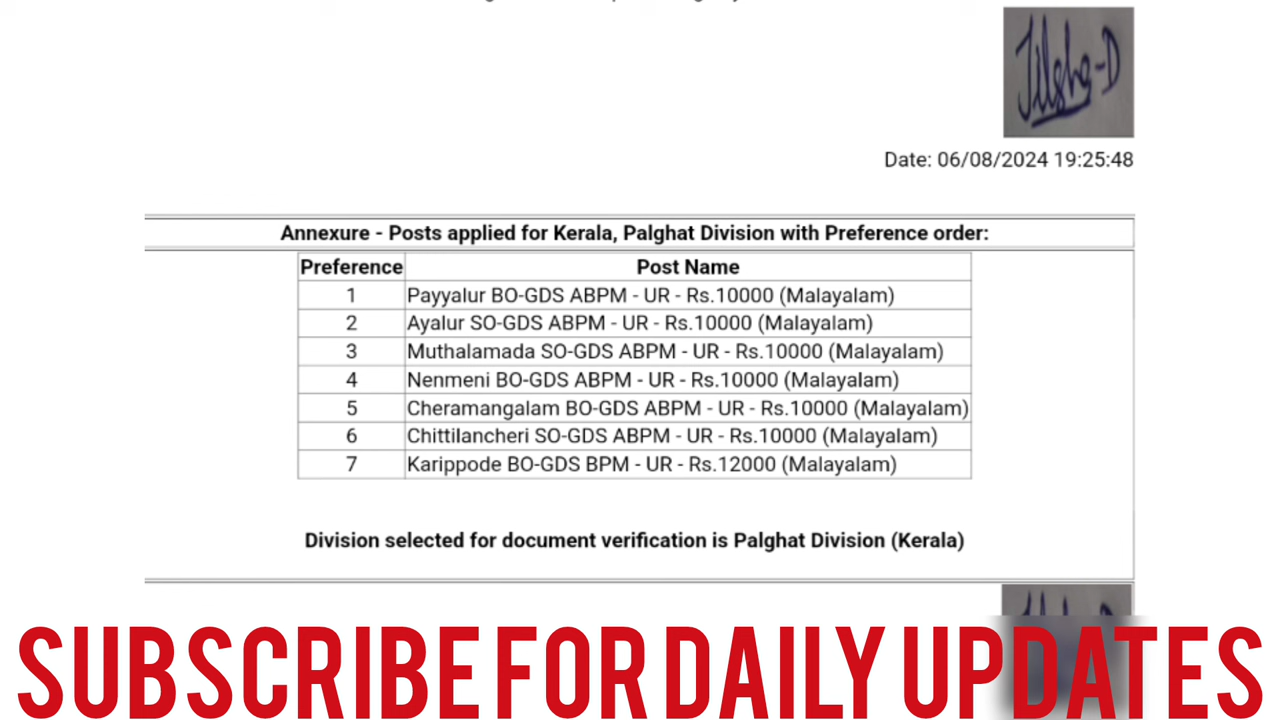 Jilsha-D
Date: 06/08/2024 19:25:48
Annexure - Posts applied for Kerala, Palghat Division with Preference order:
Preference Post Name
1 Payyalur BO-GDS ABPM - UR - Rs.10000 (Malayalam)
2 Ayalur SO-GDS ABPM - UR - Rs.10000 (Malayalam)
3 Muthalamada SO-GDS ABPM - UR - Rs.10000 (Malayalam)
4 Nenmeni BO-GDS ABPM - UR - Rs.10000 (Malayalam)
5 Cheramangalam BO-GDS ABPM - UR - Rs.10000 (Malayalam)
6 Chittilancheri SO-GDS ABPM - UR - Rs.10000 (Malayalam)
7 Karippode BO-GDS BPM - UR - Rs.12000 (Malayalam)
Division selected for document verification is Palghat Division (Kerala)
SUBSCRIBE FOR DAILY UPDATES